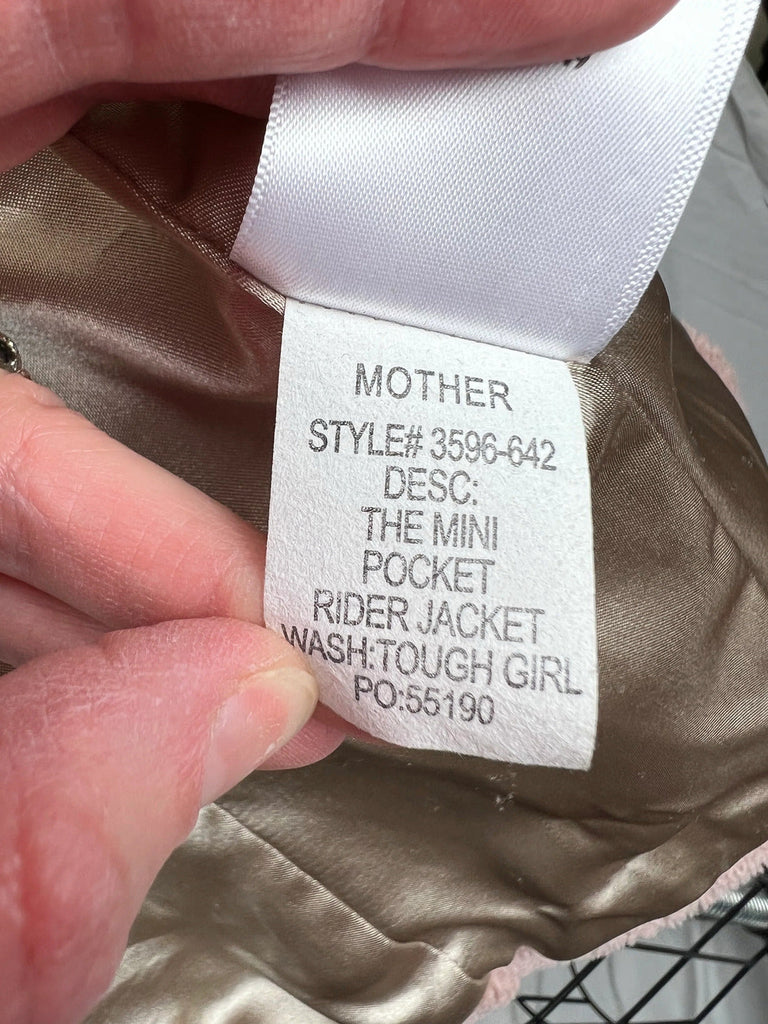 MOTHER
STYLE# 3596-642
DESC:
THE MINI
POCKET
RIDER JACKET
WASH:TOUGH GIRL
PO:55190